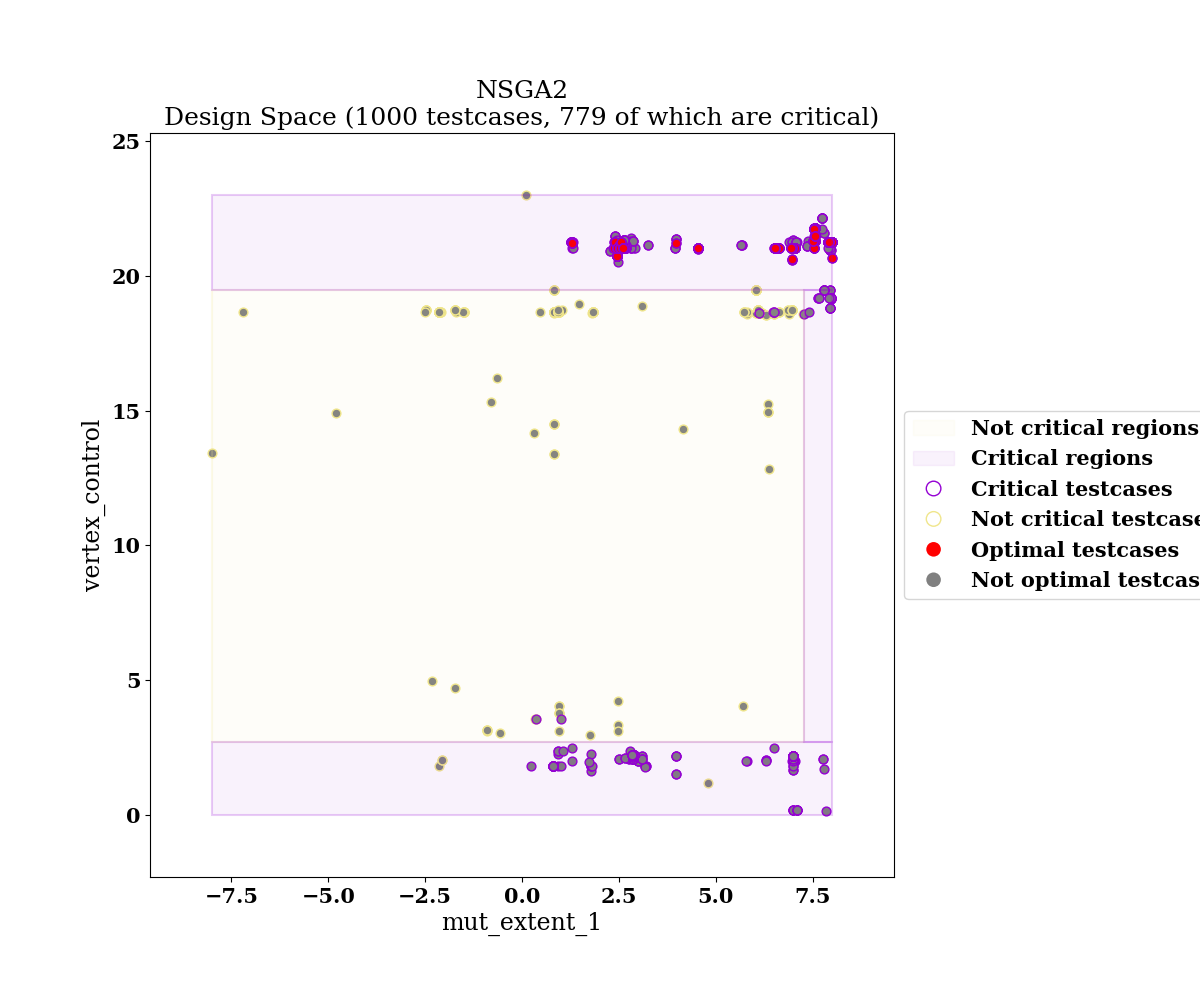 NSGA2
Design Space (1000 testcases, 779 of which are critical)
25
20
15
10
5
0
vertex_control
−7.5 −5.0 −2.5 0.0 2.5 5.0 7.5
mut_extent_1
Not critical regions
Critical regions
Critical testcases
Not critical testcase
Optimal testcases
Not optimal testcas